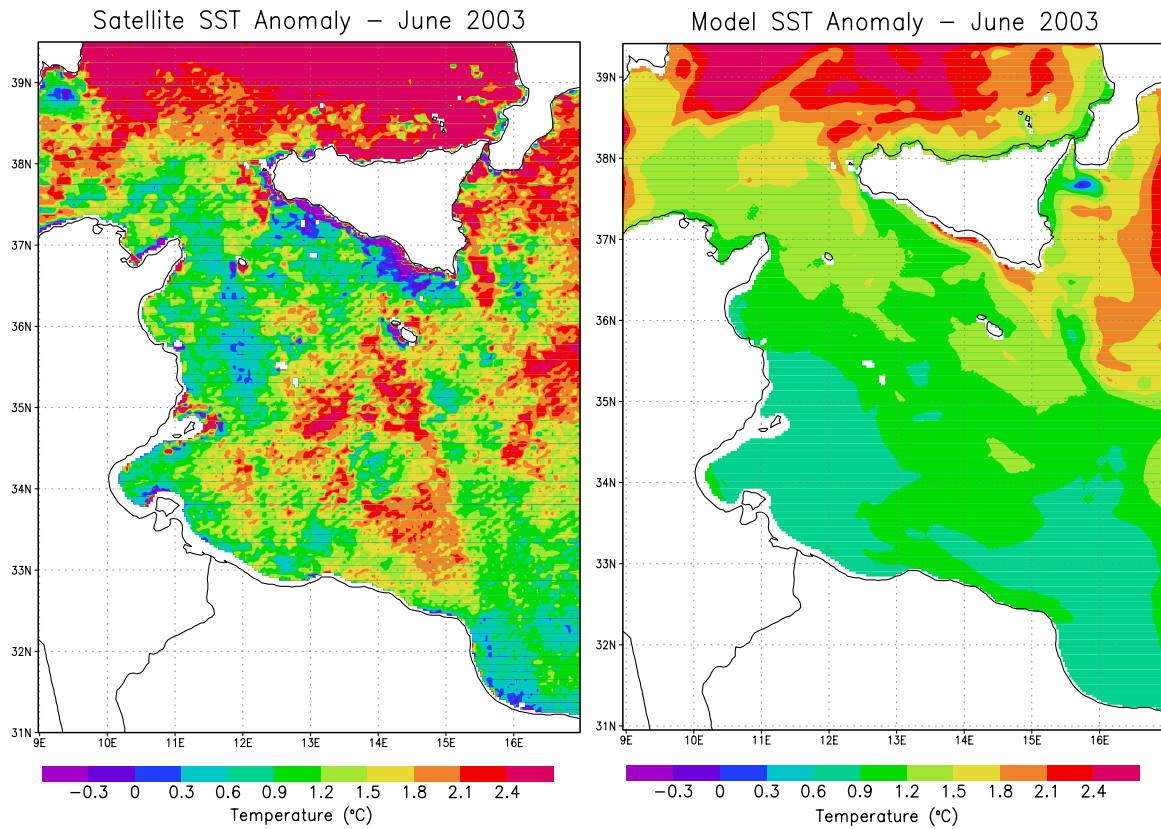 Satellite SST Anomaly – June 2003
39N
38N
37N
36N
35N
34N
33N
32N
31N
9E 10E 11E 12E 13E 14E 15E 16E
−0.3 0 0.3 0.6 0.9 1.2 1.5 1.8 2.1 2.4
Temperature (°C)
Model SST Anomaly – June 2003
39N
38N
37N
36N
35N
34N
33N
32N
31N
9E 10E 11E 12E 13E 14E 15E 16E
−0.3 0 0.3 0.6 0.9 1.2 1.5 1.8 2.1 2.4
Temperature (°C)